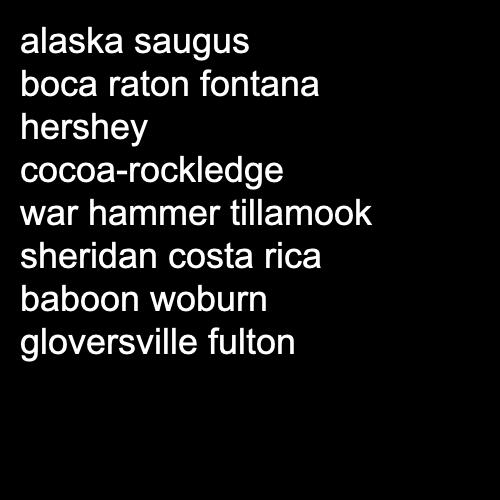 alaska saugus
boca raton fontana
hershey
cocoa-rockledge
war hammer tillamook
sheridan costa rica
baboon woburn
gloversville fulton